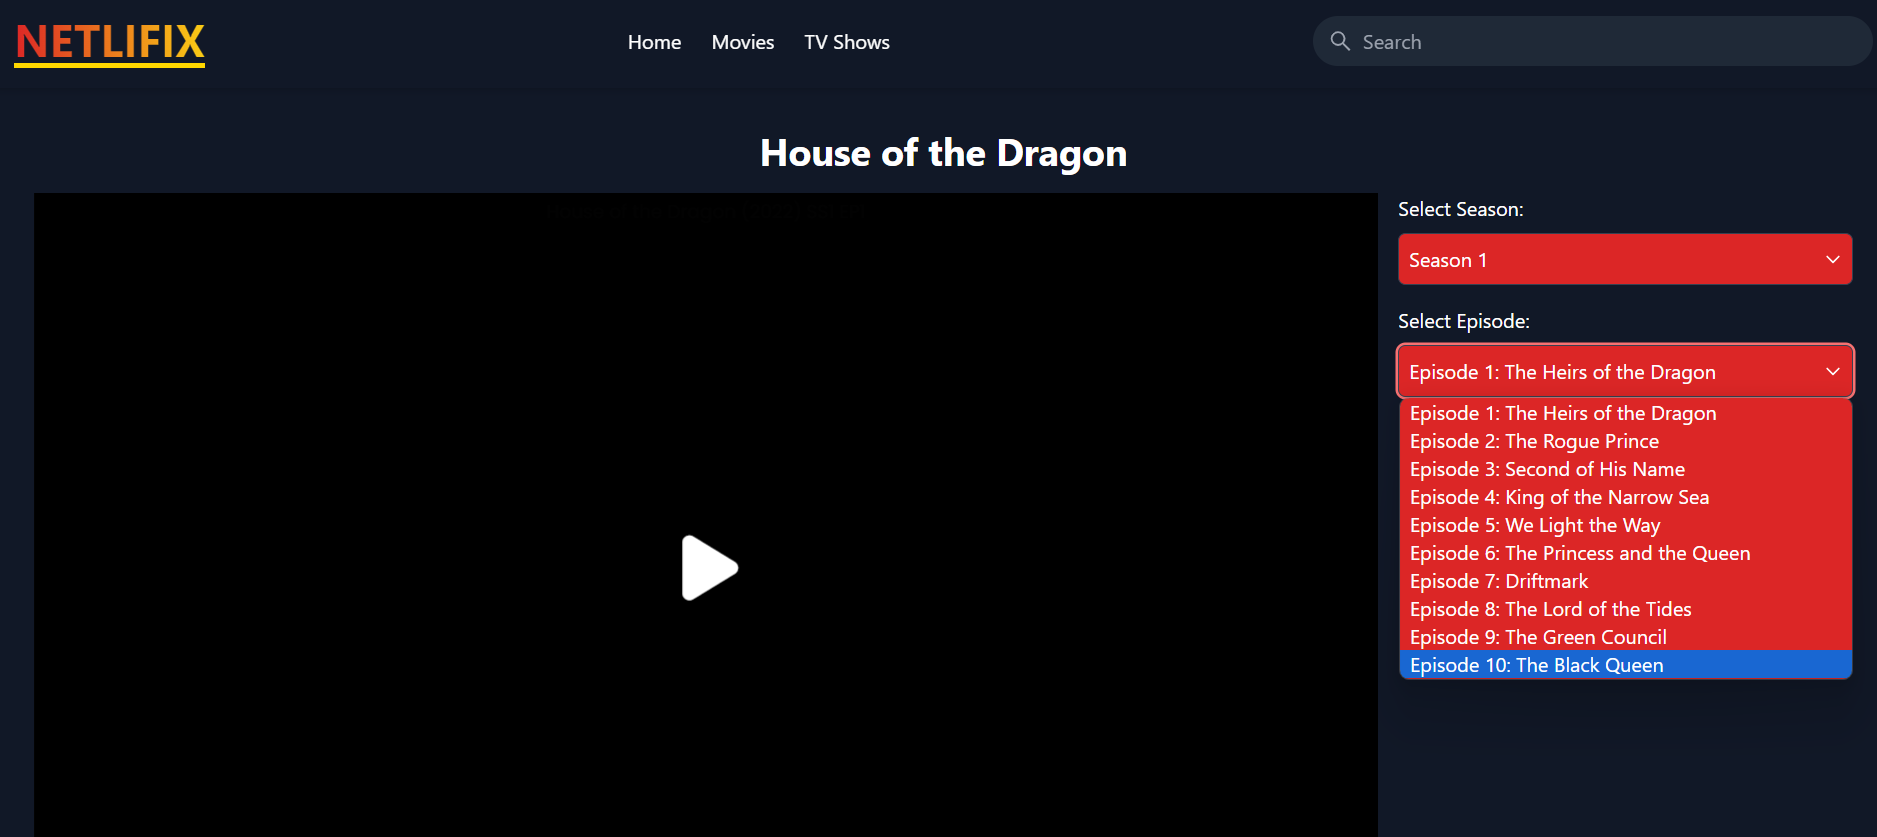 NETLIFIX
Home Movies TV Shows
Search
House of the Dragon
Select Season:
Season 1
Select Episode:
Episode 1: The Heirs of the Dragon
Episode 1: The Heirs of the Dragon
Episode 2: The Rogue Prince
Episode 3: Second of His Name
Episode 4: King of the Narrow Sea
Episode 5: We Light the Way
Episode 6: The Princess and the Queen
Episode 7: Driftmark
Episode 8: The Lord of the Tides
Episode 9: The Green Council
Episode 10: The Black Queen